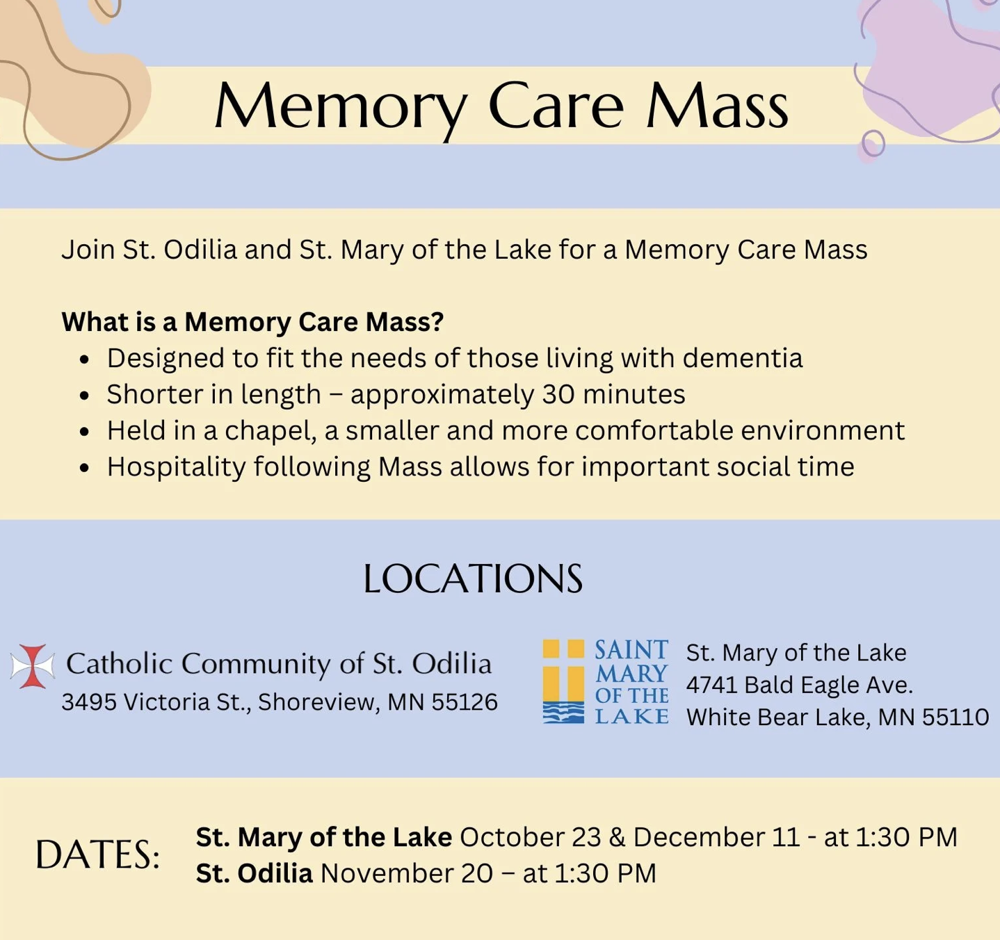 Memory Care Mass
Join St. Odilia and St. Mary of the Lake for a Memory Care Mass
What is a Memory Care Mass?
• Designed to fit the needs of those living with dementia
• Shorter in length – approximately 30 minutes
• Held in a chapel, a smaller and more comfortable environment
• Hospitality following Mass allows for important social time
LOCATIONS
Catholic Community of St. Odilia
3495 Victoria St., Shoreview, MN 55126
SAINT
MARY
OF THE
LAKE
St. Mary of the Lake
4741 Bald Eagle Ave.
White Bear Lake, MN 55110
DATES:
St. Mary of the Lake October 23 & December 11 - at 1:30 PM
St. Odilia November 20 – at 1:30 PM